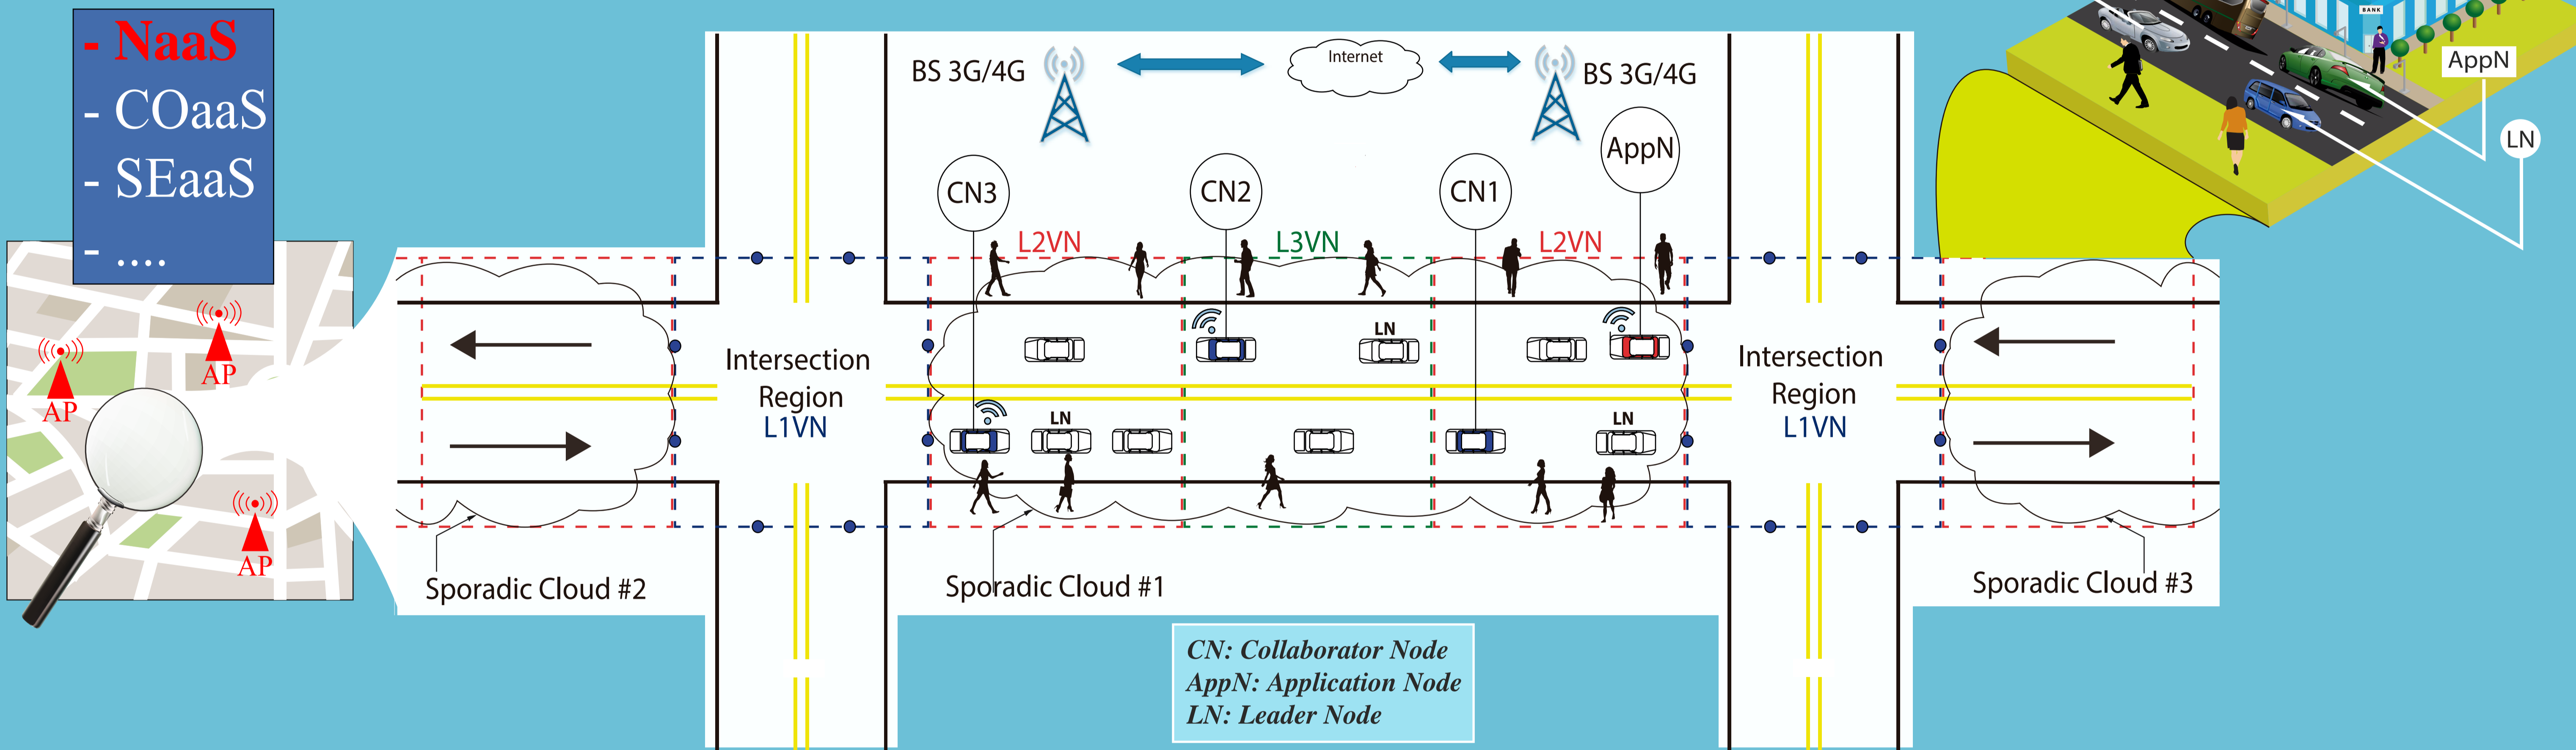 - NaaS
- COaaS
- SEaaS
- ....
AP
AP
AP
BS 3G/4G
Internet
BS 3G/4G
BANK
AppN
LN
CN3
CN2
CN1
AppN
L2VN
L3VN
L2VN
LN
Intersection
Region
L1VN
LN
LN
Intersection
Region
L1VN
Sporadic Cloud #2
Sporadic Cloud #1
Sporadic Cloud #3
CN: Collaborator Node
AppN: Application Node
LN: Leader Node